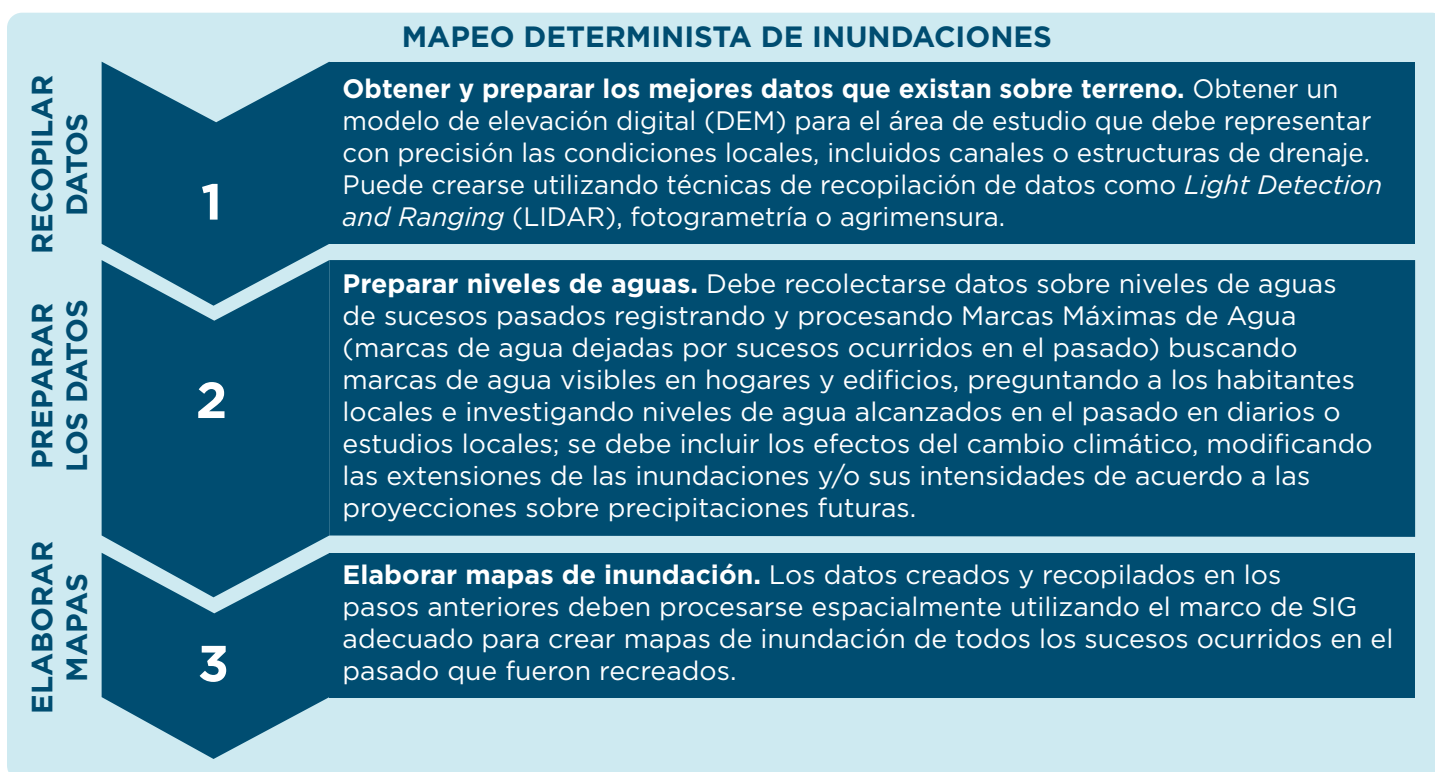 MAPEO DETERMINISTA DE INUNDACIONES
RECOPILAR
DATOS
1
Obtener y preparar los mejores datos que existan sobre terreno. Obtener un
modelo de elevación digital (DEM) para el área de estudio que debe representar
con precisión las condiciones locales, incluidos canales o estructuras de drenaje.
Puede crearse utilizando técnicas de recopilación de datos como Light Detection
and Ranging (LIDAR), fotogrametría o agrimensura.
PREPARAR
LOS DATOS
2
Preparar niveles de aguas. Debe recolectarse datos sobre niveles de aguas
de sucesos pasados registrando y procesando Marcas Máximas de Agua
(marcas de agua dejadas por sucesos ocurridos en el pasado) buscando
marcas de agua visibles en hogares y edificios, preguntando a los habitantes
locales e investigando niveles de agua alcanzados en el pasado en diarios o
estudios locales; se debe incluir los efectos del cambio climático, modificando
las extensiones de las inundaciones y/o sus intensidades de acuerdo a las
proyecciones sobre precipitaciones futuras.
ELABORAR
MAPAS
3
Elaborar mapas de inundación. Los datos creados y recopilados en los
pasos anteriores deben procesarse espacialmente utilizando el marco de SIG
adecuado para crear mapas de inundación de todos los sucesos ocurridos en el
pasado que fueron recreados.